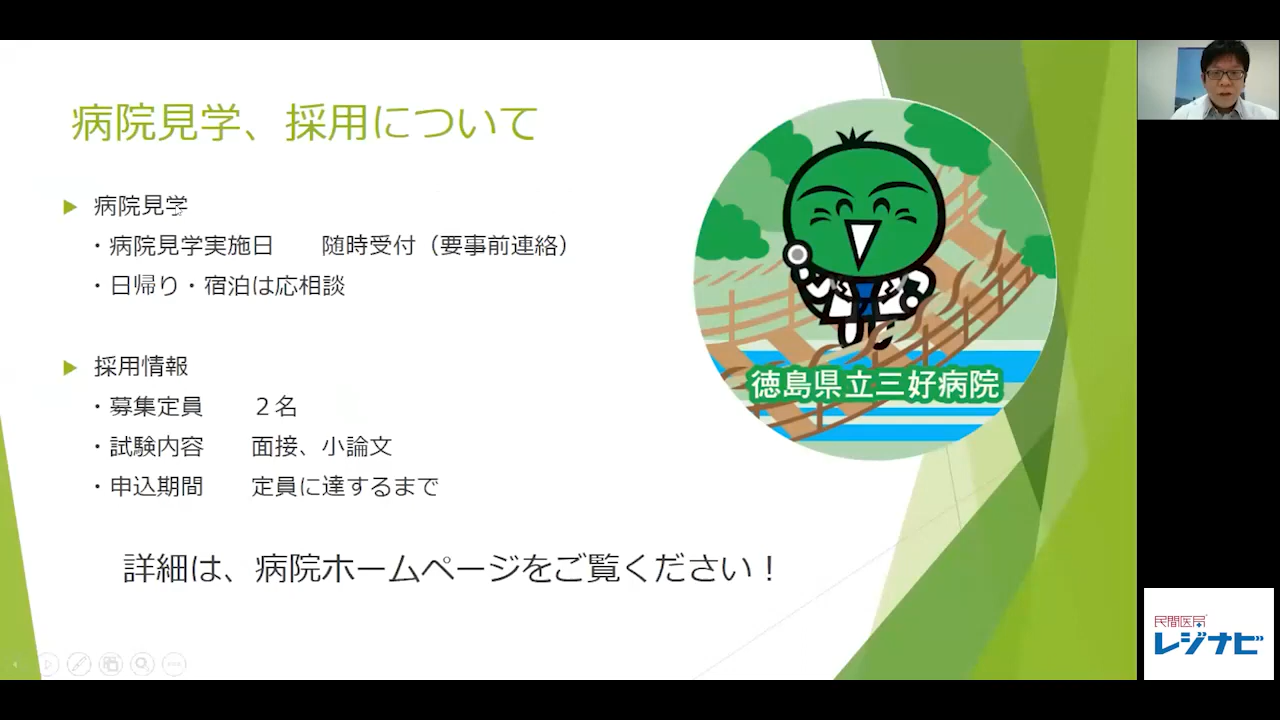 病院見学、採用について
病院見学
・病院見学実施日　　随時受付（要事前連絡）
・日帰り・宿泊は応相談
採用情報
・募集定員　　２名
・試験内容　　面接、小論文
・申込期間　　定員に達するまで
詳細は、病院ホームページをご覧ください！
徳島県立三好病院
民間医局
レジナビ